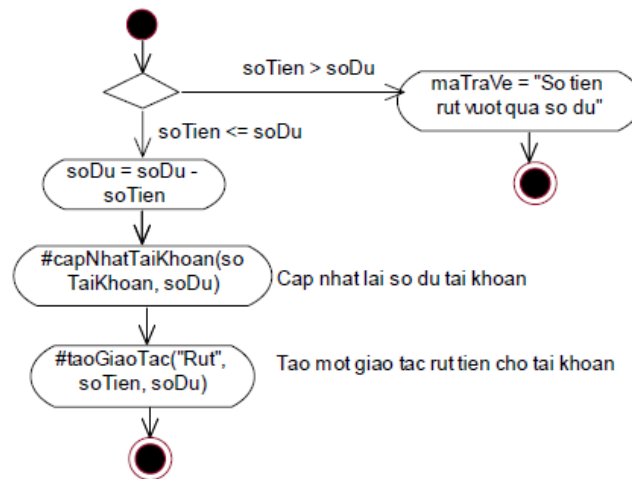 soTien > soDu
maTraVe = "So tien
rut vuot qua so du"
soTien <= soDu
soDu = soDu -
soTien
#capNhatTaiKhoan(so
TaiKhoan, soDu)
Cap nhat lai so du tai khoan
#taoGiaoTac("Rut",
soTien, soDu)
Tao mot giao tac rut tien cho tai khoan